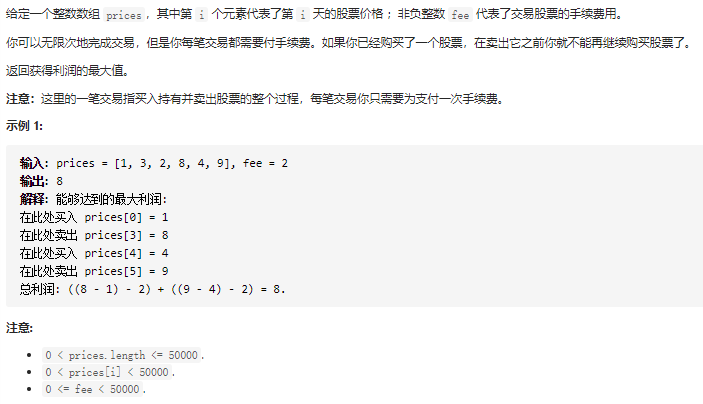 给定一个整数数组 prices，其中第 i 个元素代表了第 i 天的股票价格 ；非负整数 fee 代表了交易股票的手续费用。
你可以无限次地完成交易，但是你每笔交易都需要付手续费。如果你已经购买了一个股票，在卖出它之前你就不能再继续购买股票了。
返回获得利润的最大值。
注意：这里的一笔交易指买入持有并卖出股票的整个过程，每笔交易你只需要为支付一次手续费。
示例 1:
输入: prices = [1, 3, 2, 8, 4, 9], fee = 2
输出: 8
解释: 能够达到的最大利润:
在此处买入 prices[0] = 1
在此处卖出 prices[3] = 8
在此处买入 prices[4] = 4
在此处卖出 prices[5] = 9
总利润: ((8 - 1) - 2) + ((9 - 4) - 2) = 8.
注意:
• 0 < prices.length <= 50000.
• 0 < prices[i] < 50000.
• 0 <= fee < 50000.